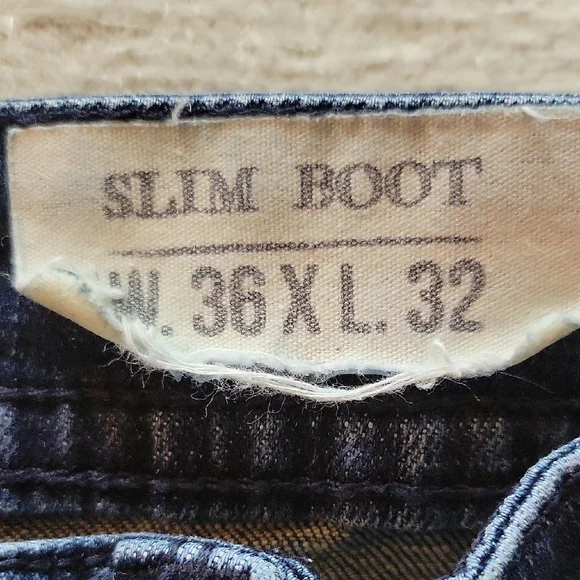 SLIM BOOT
W. 36 X L. 32